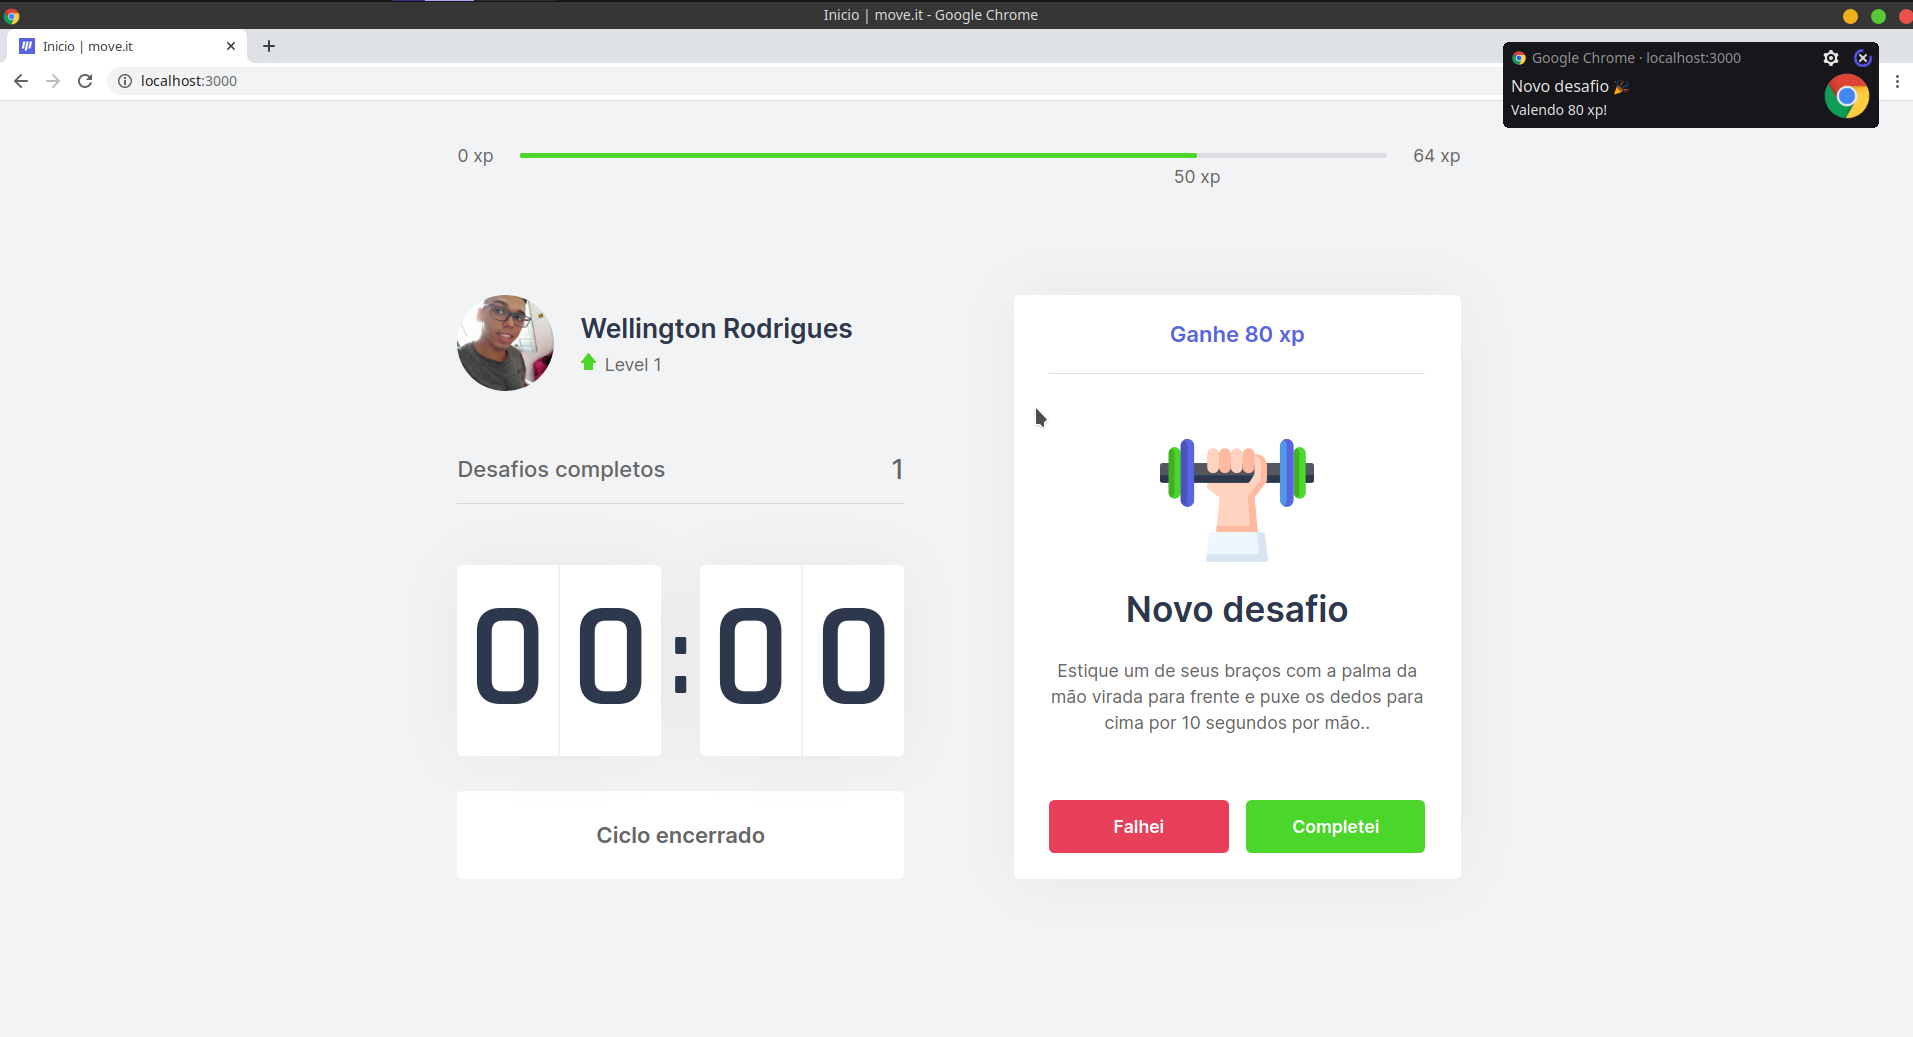 Inicio | move.it - Google Chrome
Inicio | move.it
localhost:3000
Google Chrome · localhost:3000
Novo desafio 🎉
Valendo 80 xp!
0 xp
64 xp
50 xp
Wellington Rodrigues
Level 1
Desafios completos 1
00:00
Ciclo encerrado
Ganhe 80 xp
Novo desafio
Estique um de seus braços com a palma da
mão virada para frente e puxe os dedos para
cima por 10 segundos por mão..
Falhei
Completei